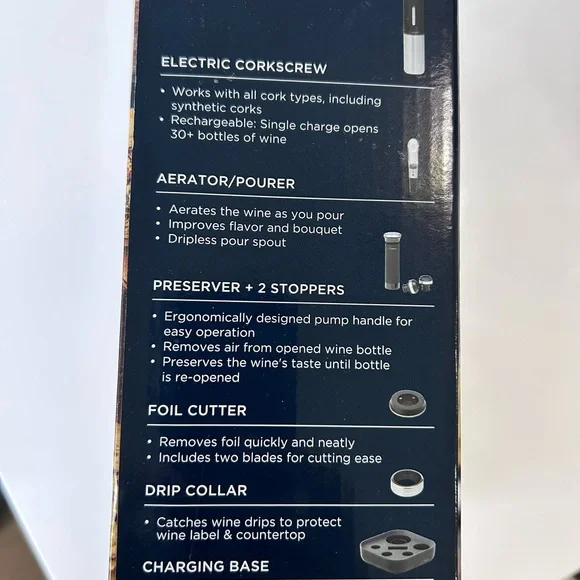 ELECTRIC CORKSCREW
• Works with all cork types, including
synthetic corks
• Rechargeable: Single charge opens
30+ bottles of wine
AERATOR/POURER
• Aerates the wine as you pour
• Improves flavor and bouquet
• Dripless pour spout
PRESERVER + 2 STOPPERS
• Ergonomically designed pump handle for
easy operation
• Removes air from opened wine bottle
• Preserves the wine's taste until bottle
is re-opened
FOIL CUTTER
• Removes foil quickly and neatly
• Includes two blades for cutting ease
DRIP COLLAR
• Catches wine drips to protect
wine label & countertop
CHARGING BASE